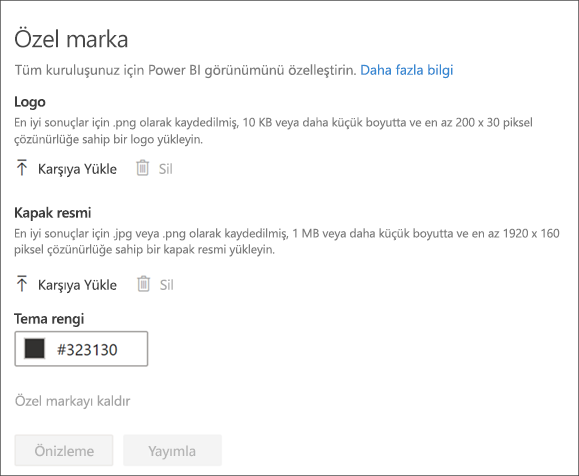 Özel marka
Tüm kuruluşunuz için Power BI görünümünü özelleştirin. Daha fazla bilgi
Logo
En iyi sonuçlar için .png olarak kaydedilmiş, 10 KB veya daha küçük boyutta ve en az 200 x 30 piksel
çözünürlüğe sahip bir logo yükleyin.
Karşıya Yükle Sil
Kapak resmi
En iyi sonuçlar için .jpg veya .png olarak kaydedilmiş, 1 MB veya daha küçük boyutta ve en az 1920 x 160
piksel çözünürlüğe sahip bir kapak resmi yükleyin.
Karşıya Yükle Sil
Tema rengi
#323130
Özel markayı kaldır
Önizleme Yayımla